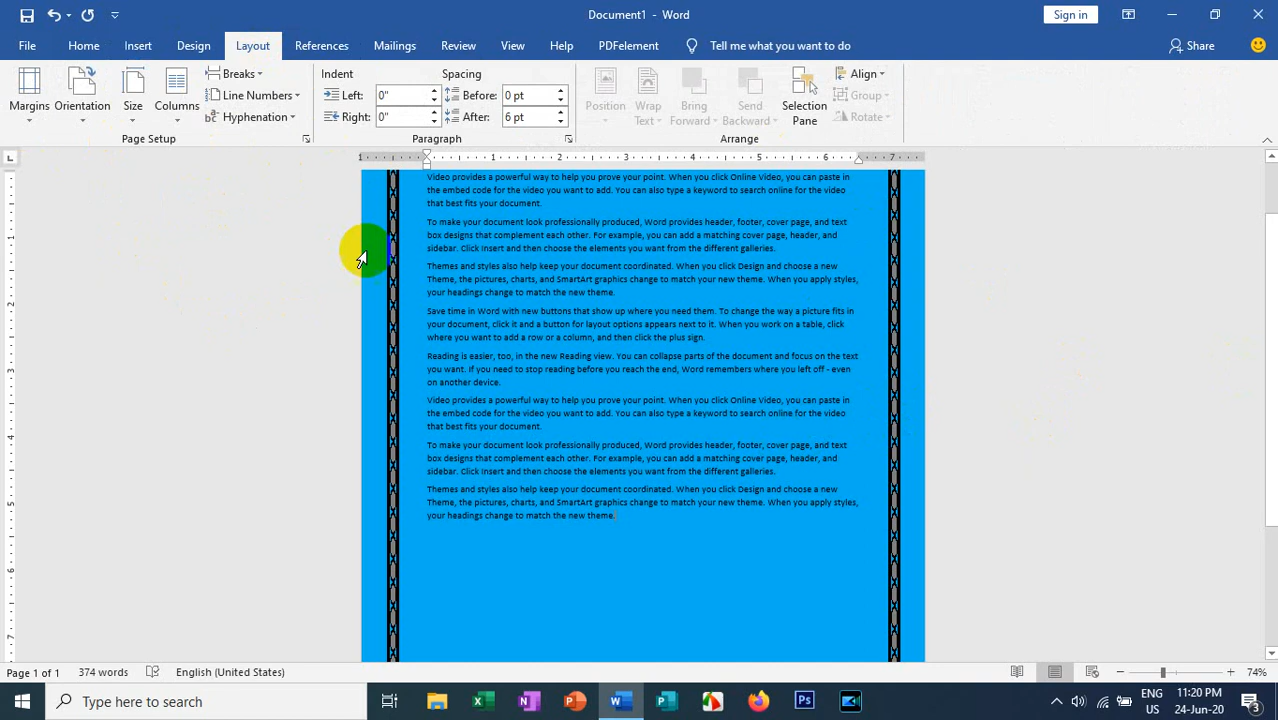 Document1 - Word
Sign in
File Home Insert Design Layout References Mailings Review View Help PDFelement Tell me what you want to do Share
Margins Orientation Size Columns
Breaks
Line Numbers
Hyphenation
Page Setup
Indent
Left: 0"
Right: 0"
Spacing
Before: 0 pt
After: 6 pt
Paragraph
Position Wrap Text Bring Forward Send Backward Selection Pane
Align
Group
Rotate
Arrange
1 1 2 3 4 5 6 7
Video provides a powerful way to help you prove your point. When you click Online Video, you can paste in
the embed code for the video you want to add. You can also type a keyword to search online for the video
that best fits your document.
To make your document look professionally produced, Word provides header, footer, cover page, and text
box designs that complement each other. For example, you can add a matching cover page, header, and
sidebar. Click Insert and then choose the elements you want from the different galleries.
Themes and styles also help keep your document coordinated. When you click Design and choose a new
Theme, the pictures, charts, and SmartArt graphics change to match your new theme. When you apply styles,
your headings change to match the new theme.
Save time in Word with new buttons that show up where you need them. To change the way a picture fits in
your document, click it and a button for layout options appears next to it. When you work on a table, click
where you want to add a row or a column, and then click the plus sign.
Reading is easier, too, in the new Reading view. You can collapse parts of the document and focus on the text
you want. If you need to stop reading before you reach the end, Word remembers where you left off - even
on another device.
Video provides a powerful way to help you prove your point. When you click Online Video, you can paste in
the embed code for the video you want to add. You can also type a keyword to search online for the video
that best fits your document.
To make your document look professionally produced, Word provides header, footer, cover page, and text
box designs that complement each other. For example, you can add a matching cover page, header, and
sidebar. Click Insert and then choose the elements you want from the different galleries.
Themes and styles also help keep your document coordinated. When you click Design and choose a new
Theme, the pictures, charts, and SmartArt graphics change to match your new theme. When you apply styles,
your headings change to match the new theme.
Page 1 of 1 374 words English (United States) 74%
Type here to search
ENG
US
11:20 PM
24-Jun-20
3